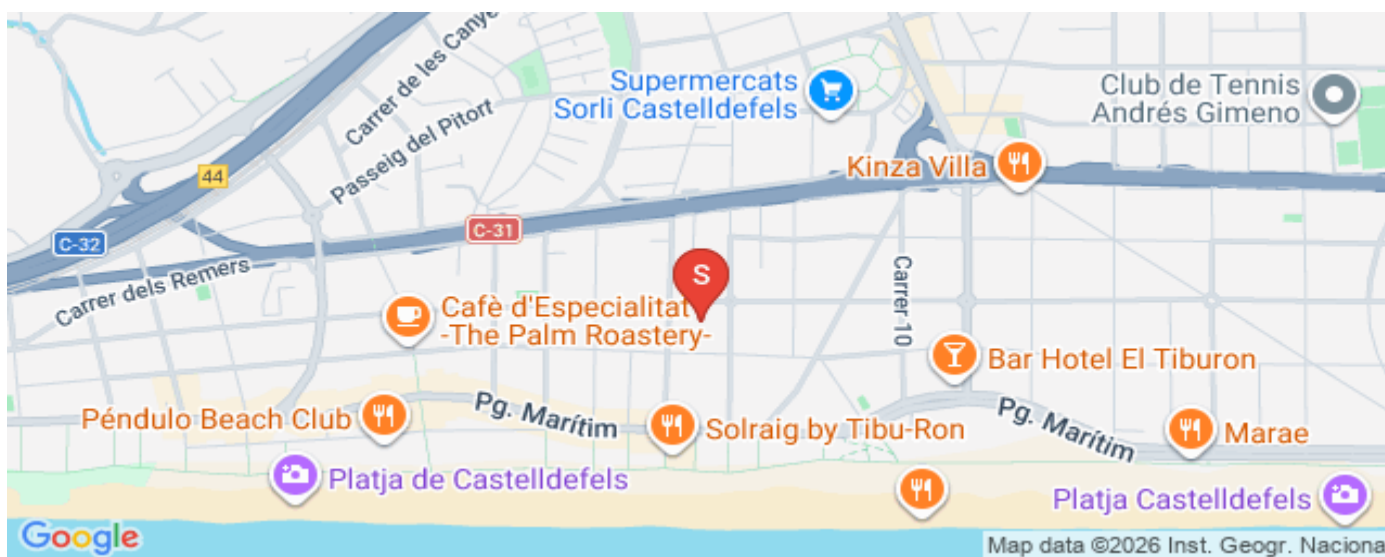 Carrer de les Canye
Passeig del Pitort
Supermercats
Sorli Castelldefels
Club de Tennis
Andrés Gimeno
Kinza Villa
44
C-32
C-31
Carrer dels Remers
S
Cafè d'Especialitat
-The Palm Roastery-
Carrer 10
Bar Hotel El Tiburon
Péndulo Beach Club
Pg. Marítim
Solraig by Tibu-Ron
Pg. Marítim
Marae
Platja de Castelldefels
Platja Castelldefels
Google
Map data ©2026 Inst. Geogr. Naciona